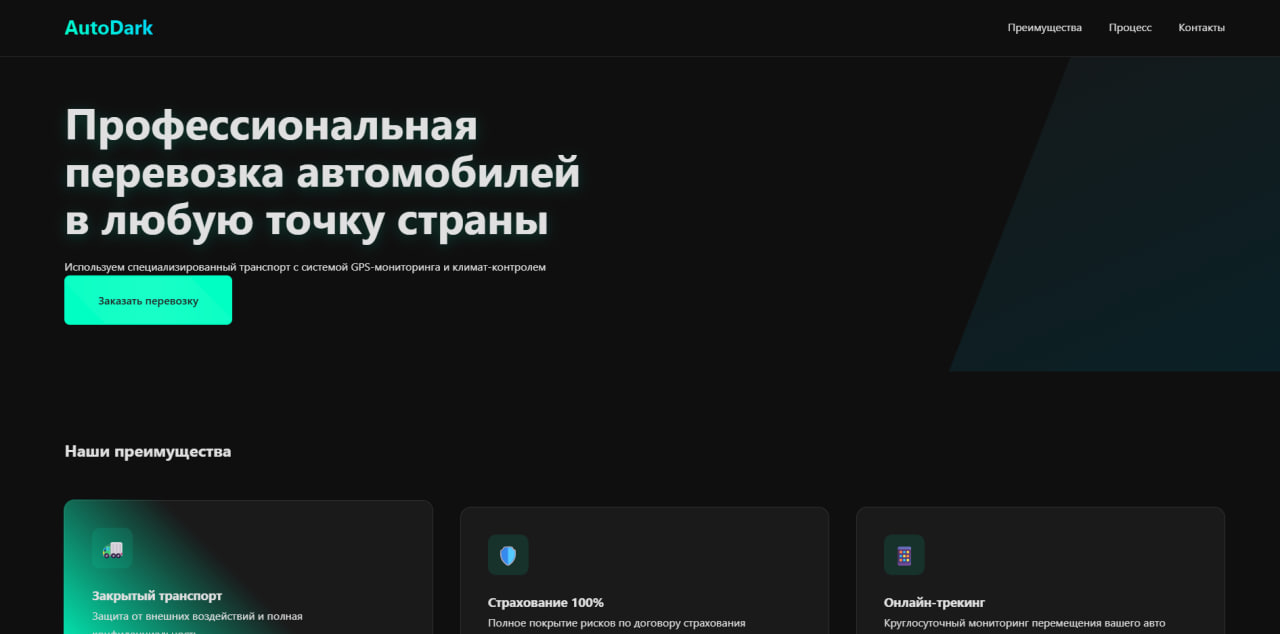 AutoDark
Преимущества
Процесс
Контакты
Профессиональная
перевозка автомобилей
в любую точку страны
Используем специализированный транспорт с системой GPS-мониторинга и климат-контролем
Заказать перевозку
Наши преимущества
Закрытый транспорт
Защита от внешних воздействий и полная
Страхование 100%
Полное покрытие рисков по договору страхования
Онлайн-трекинг
Круглосуточный мониторинг перемещения вашего авто